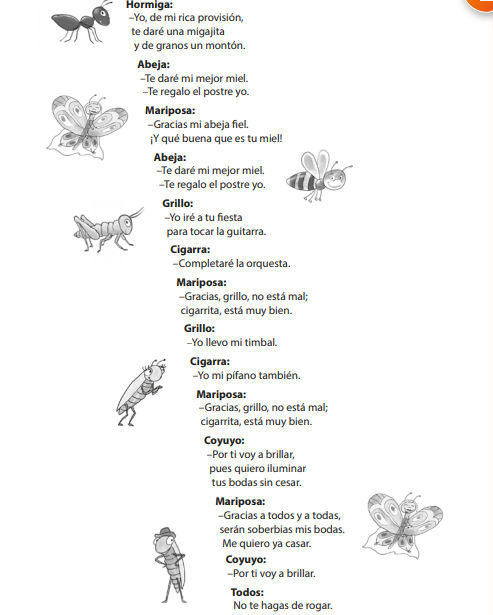 Hormiga:
–Yo, de mi rica provisión,
te daré una migajita
y de granos un montón.
Abeja:
–Te daré mi mejor miel.
–Te regalo el postre yo.
Mariposa:
–Gracias mi abeja fiel.
¡Y qué buena que es tu miel!
Abeja:
–Te daré mi mejor miel.
–Te regalo el postre yo.
Grillo:
–Yo iré a tu fiesta
para tocar la guitarra.
Cigarra:
–Completaré la orquesta.
Mariposa:
–Gracias, grillo, no está mal;
cigarrita, está muy bien.
Grillo:
–Yo llevo mi timbal.
Cigarra:
–Yo mi pífano también.
Mariposa:
–Gracias, grillo, no está mal;
cigarrita, está muy bien.
Coyuyo:
–Por ti voy a brillar,
pues quiero iluminar
tus bodas sin cesar.
Mariposa:
–Gracias a todos y a todas,
serán soberbias mis bodas.
Me quiero ya casar.
Coyuyo:
–Por ti voy a brillar.
Todos:
No te hagas de rogar.